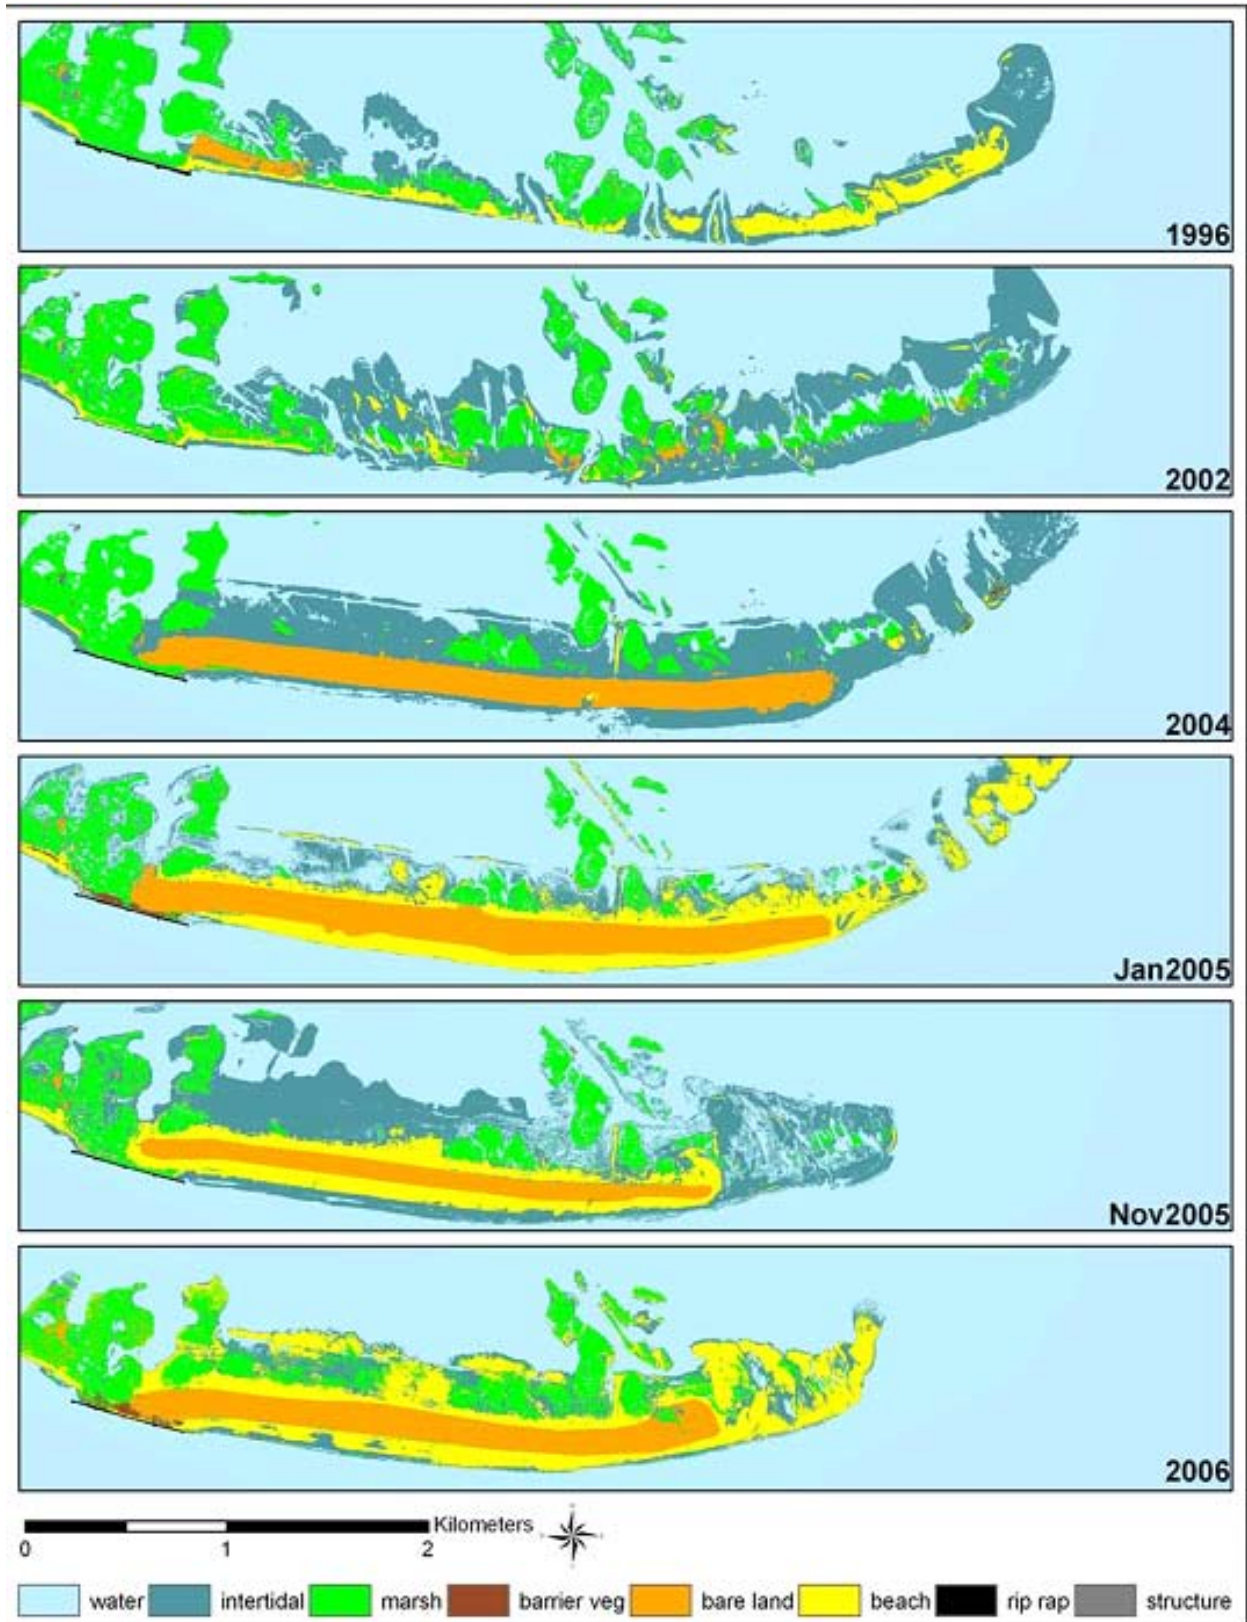 1996
2002
2004
Jan2005
Nov2005
2006
Kilometers
0 1 2
water intertidal marsh barrier veg bare land beach rip rap structure